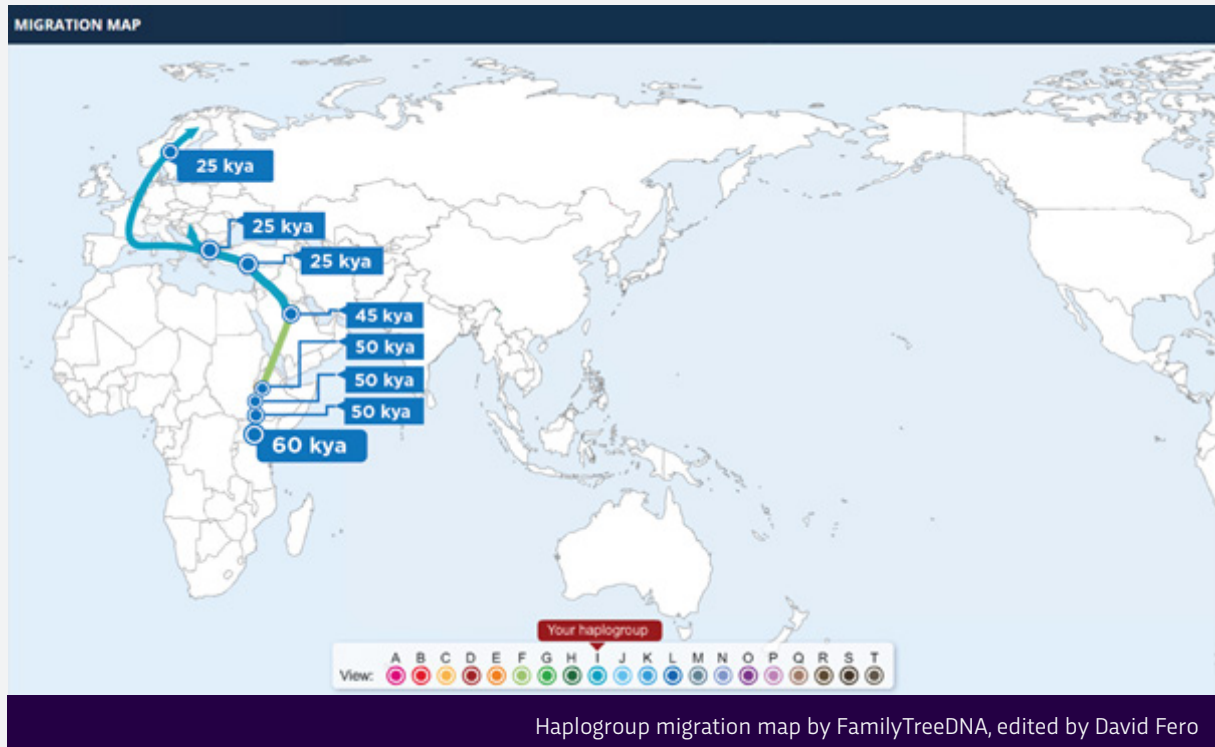 MIGRATION MAP
25 kya
25 kya
25 kya
45 kya
50 kya
50 kya
50 kya
60 kya
Your haplogroup
A B C D E F G H I J K L M N O P Q R S T
View:
Haplogroup migration map by FamilyTreeDNA, edited by David Fero